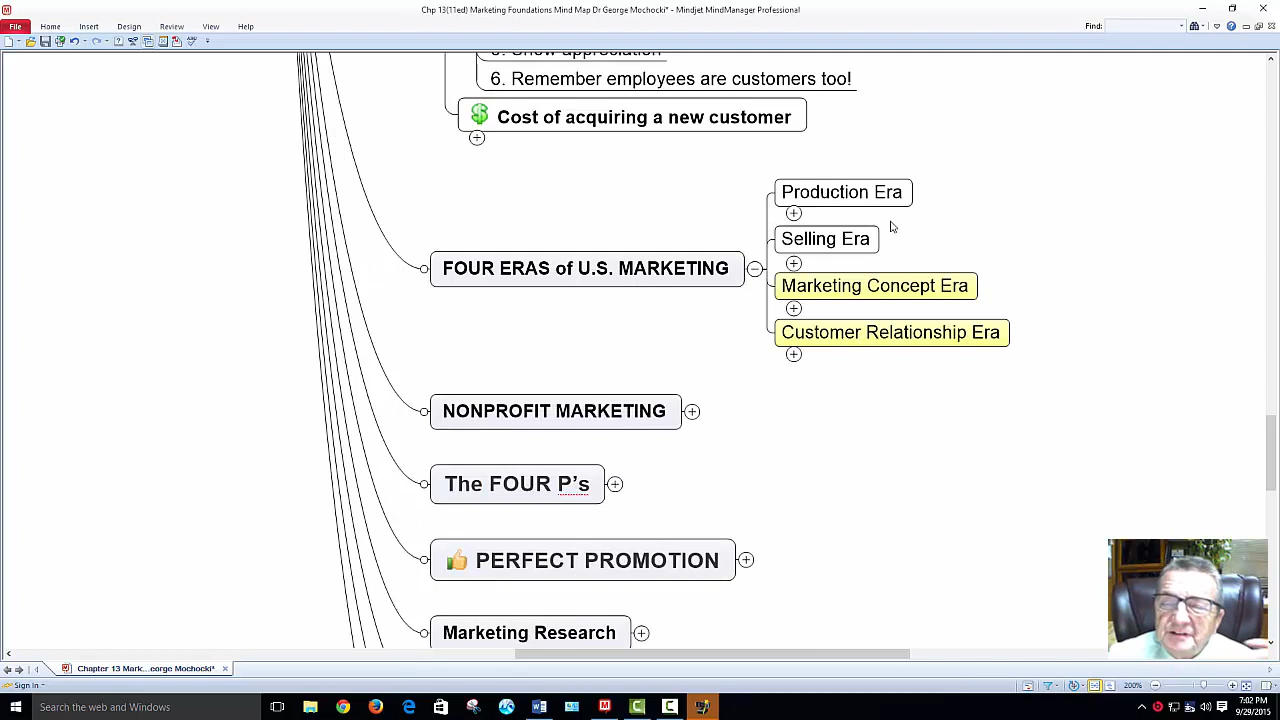 Chp 13(11ed) Marketing Foundations Mind Map Dr George Mochocki* - Mindjet MindManager Professional
File Home Insert Design Review View Help Find:
5. Show appreciation
6. Remember employees are customers too!
Cost of acquiring a new customer
Production Era
Selling Era
FOUR ERAS of U.S. MARKETING
Marketing Concept Era
Customer Relationship Era
NONPROFIT MARKETING
The FOUR P's
PERFECT PROMOTION
Marketing Research
Chapter 13 Mark...eorge Mochocki*
Sign In 200%
Search the web and Windows
7:02 PM
9/29/2015